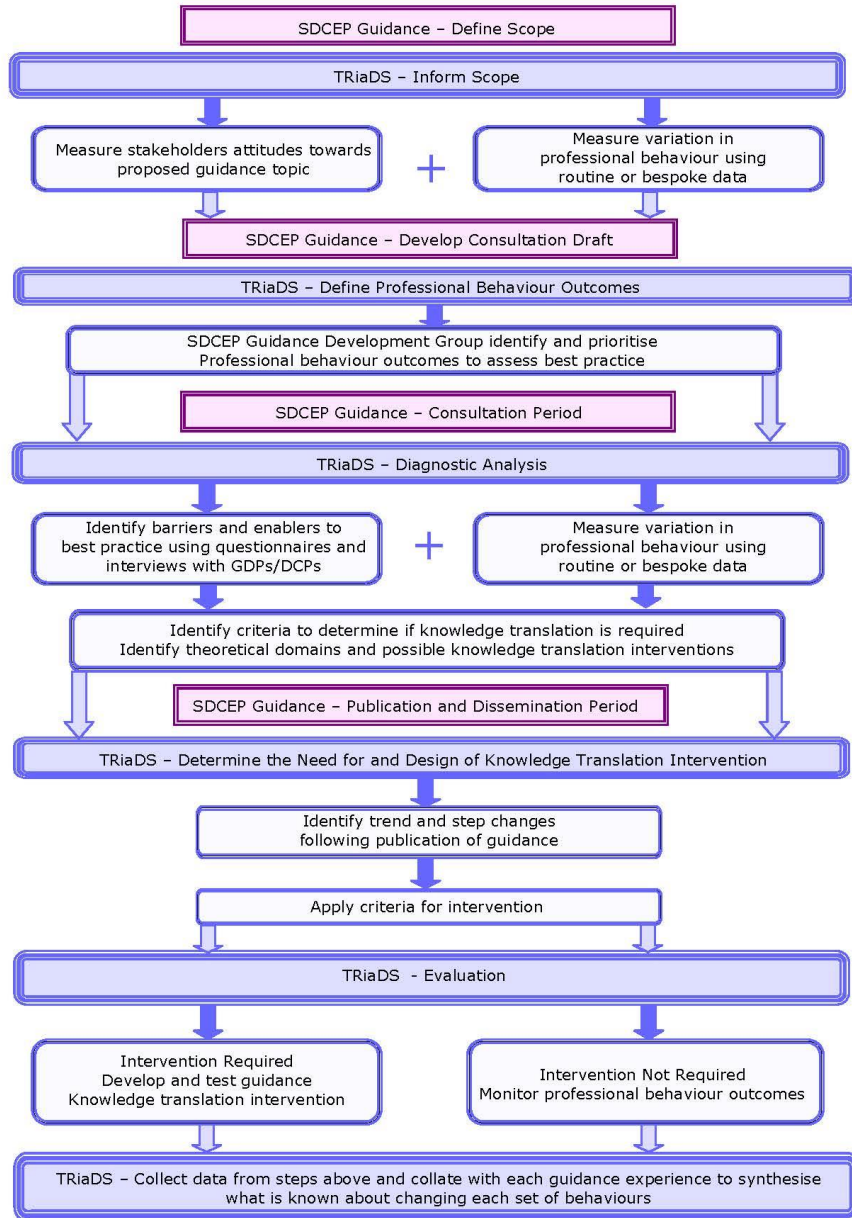 SDCEP Guidance – Define Scope
TRiaDS – Inform Scope
Measure stakeholders attitudes towards
proposed guidance topic
+
Measure variation in
professional behaviour using
routine or bespoke data
SDCEP Guidance – Develop Consultation Draft
TRiaDS – Define Professional Behaviour Outcomes
SDCEP Guidance Development Group identify and prioritise
Professional behaviour outcomes to assess best practice
SDCEP Guidance – Consultation Period
TRiaDS – Diagnostic Analysis
Identify barriers and enablers to
best practice using questionnaires and
interviews with GDPs/DCPs
+
Measure variation in
professional behaviour using
routine or bespoke data
Identify criteria to determine if knowledge translation is required
Identify theoretical domains and possible knowledge translation interventions
SDCEP Guidance – Publication and Dissemination Period
TRiaDS – Determine the Need for and Design of Knowledge Translation Intervention
Identify trend and step changes
following publication of guidance
Apply criteria for intervention
TRiaDS - Evaluation
Intervention Required
Develop and test guidance
Knowledge translation intervention
Intervention Not Required
Monitor professional behaviour outcomes
TRiaDS – Collect data from steps above and collate with each guidance experience to synthesise
what is known about changing each set of behaviours